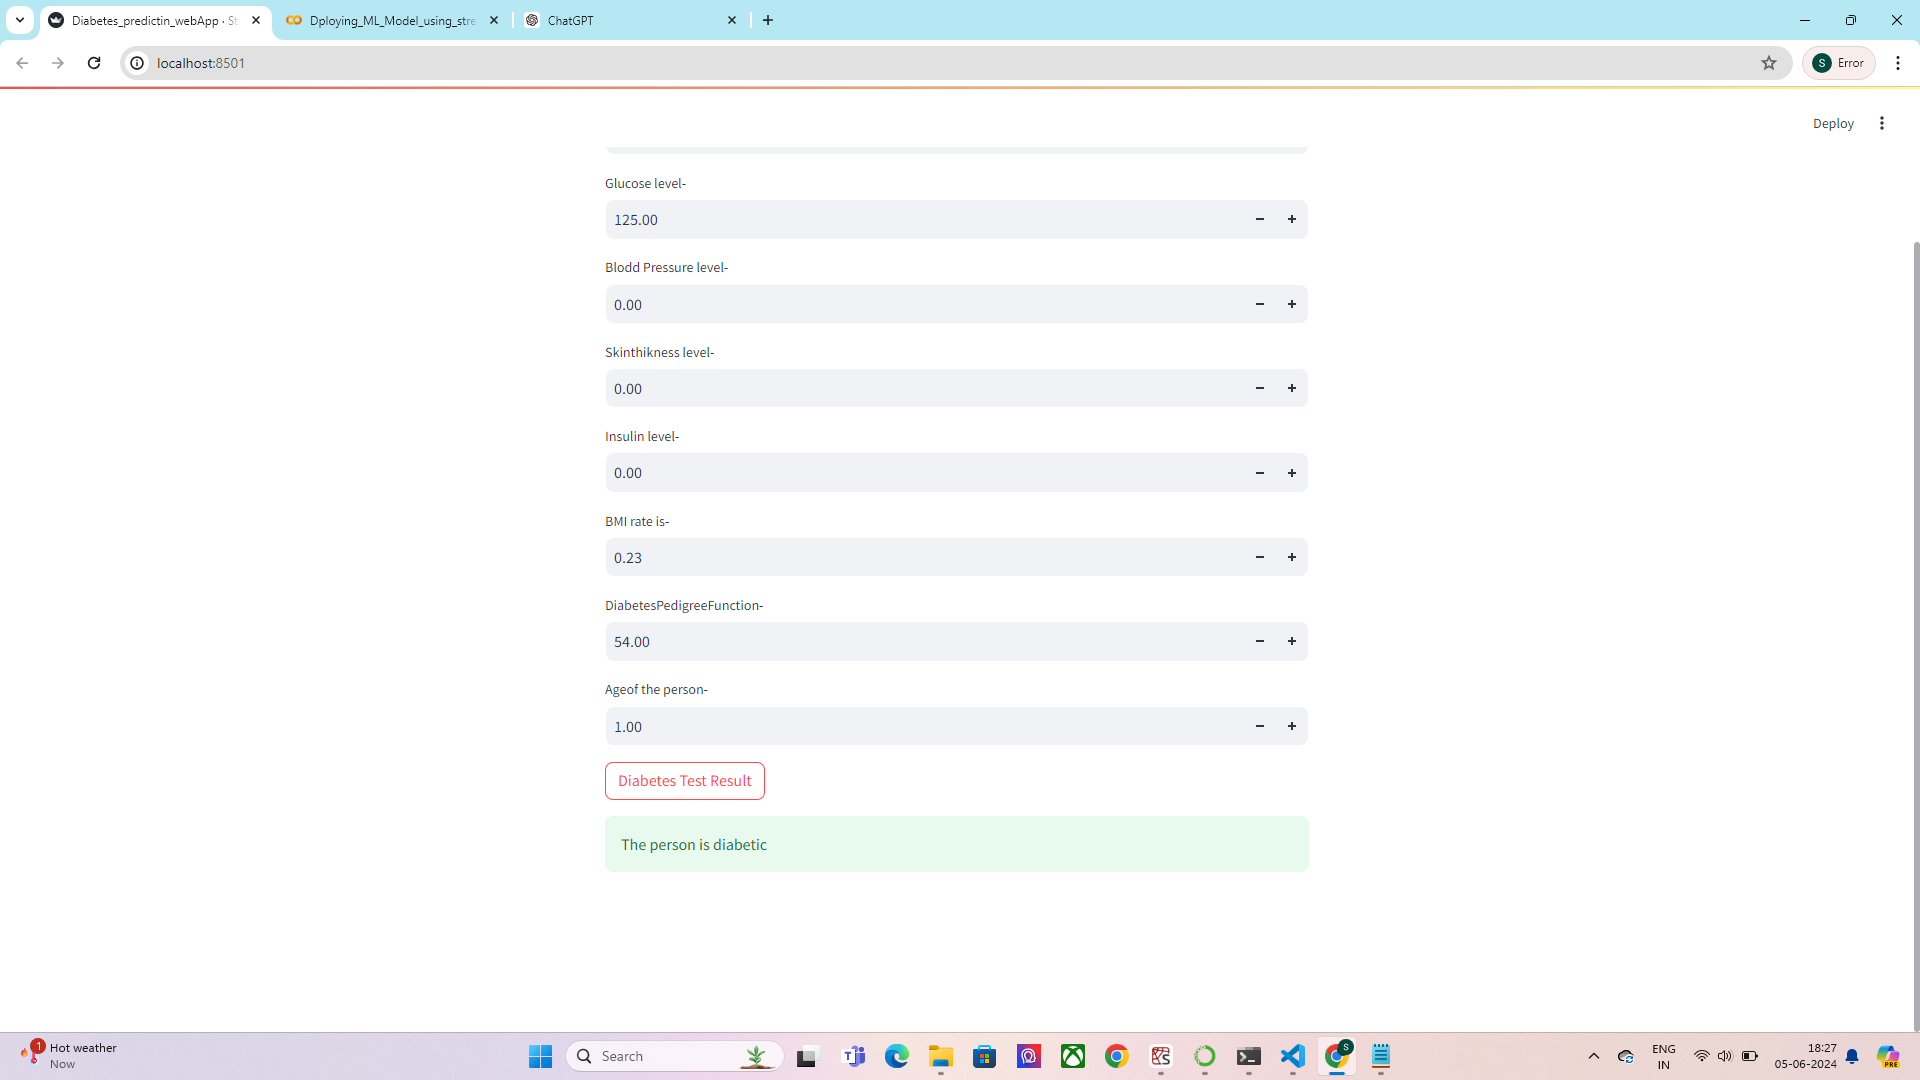 Diabetes_predictin_webApp · St
Dploying_ML_Model_using_stre
ChatGPT
localhost:8501
S Error
Deploy
Glucose level-
125.00
Blodd Pressure level-
0.00
Skinthikness level-
0.00
Insulin level-
0.00
BMI rate is-
0.23
DiabetesPedigreeFunction-
54.00
Ageof the person-
1.00
Diabetes Test Result
The person is diabetic
1
Hot weather
Now
Search
S
ENG
IN
18:27
05-06-2024
PRE